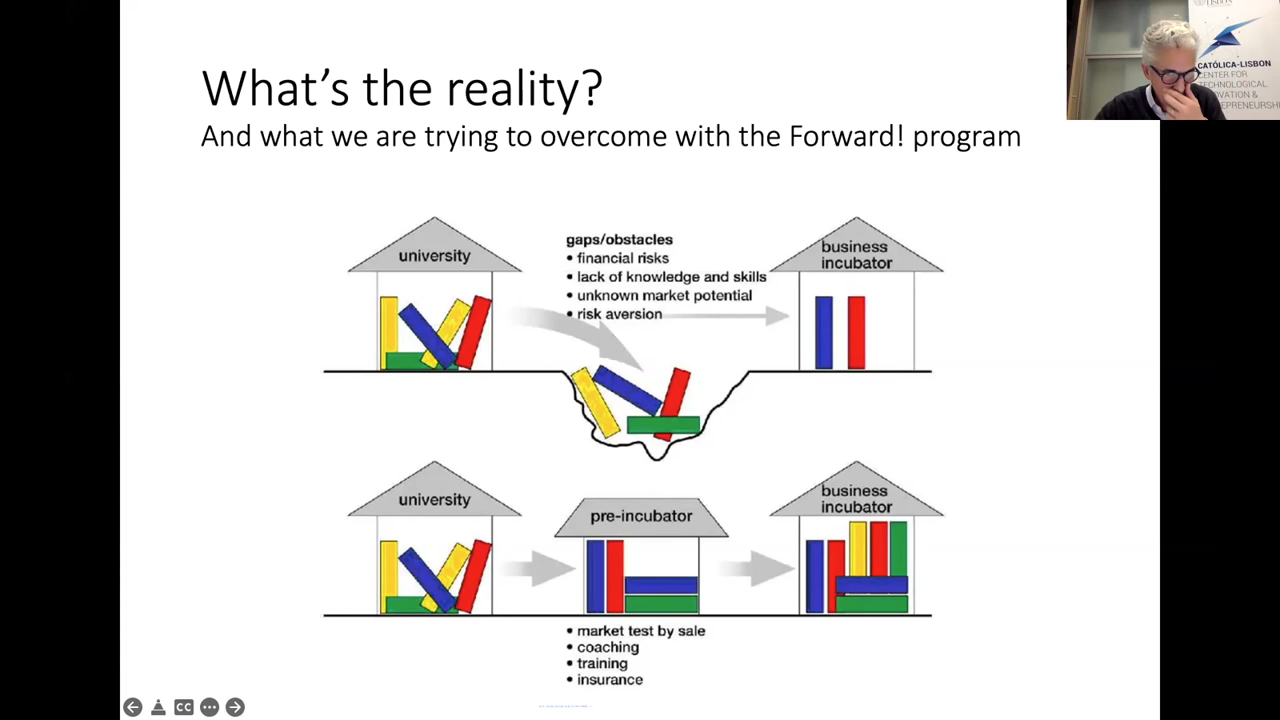 What's the reality?
And what we are trying to overcome with the Forward! program
university
gaps/obstacles
• financial risks
• lack of knowledge and skills
• unknown market potential
• risk aversion
business
incubator
university
pre-incubator
business
incubator
• market test by sale
• coaching
• training
• insurance
CC
CATÓLICA-LISBON
CENTER FOR
TECHNOLOGICAL